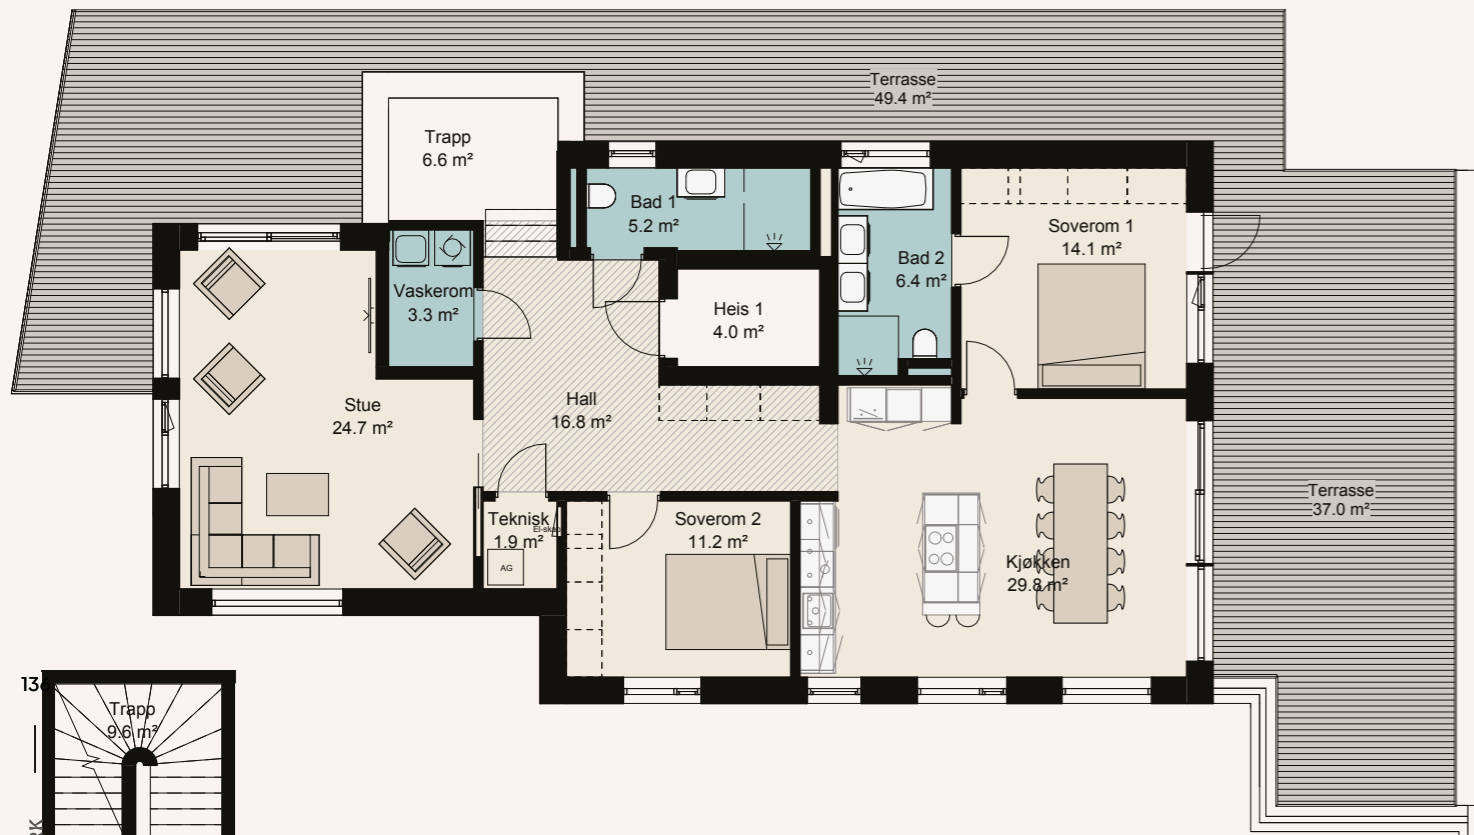 Terrasse
49.4 m²
Trapp
6.6 m²
Bad 1
5.2 m²
Soverom 1
14.1 m²
Bad 2
6.4 m²
Vaskerom
3.3 m²
Heis 1
4.0 m²
Stue
24.7 m²
Hall
16.8 m²
Terrasse
37.0 m²
Teknisk
1.9 m²
El-skap
AG
Soverom 2
11.2 m²
Kjøkken
29.8 m²
136
Trapp
9.6 m²
RK